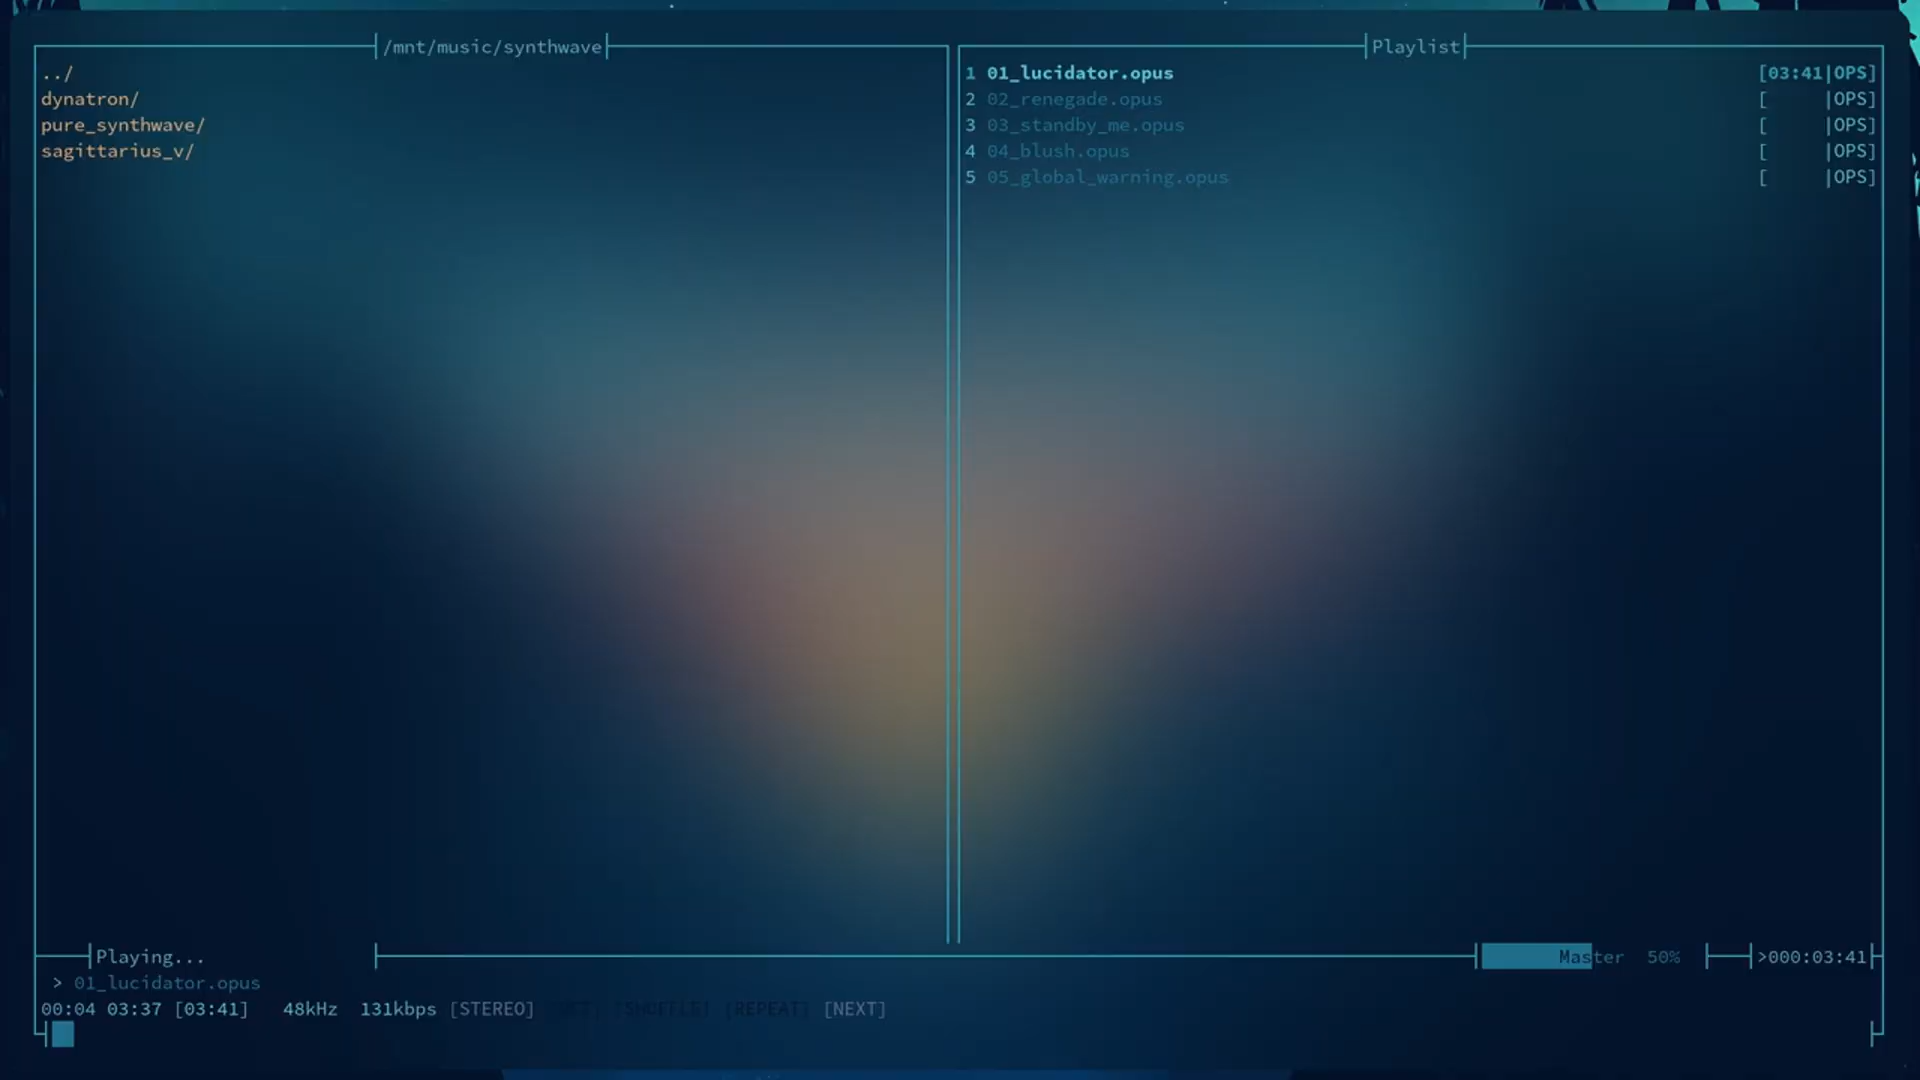 /mnt/music/synthwave
../
dynatron/
pure_synthwave/
sagittarius_v/
Playlist
1 01_lucidator.opus [03:41|OPS]
2 02_renegade.opus [ |OPS]
3 03_standby_me.opus [ |OPS]
4 04_blush.opus [ |OPS]
5 05_global_warning.opus [ |OPS]
Playing... Master 50% >000:03:41
> 01_lucidator.opus
00:04 03:37 [03:41] 48kHz 131kbps [STEREO] [SHUFFLE] [REPEAT] [NEXT]